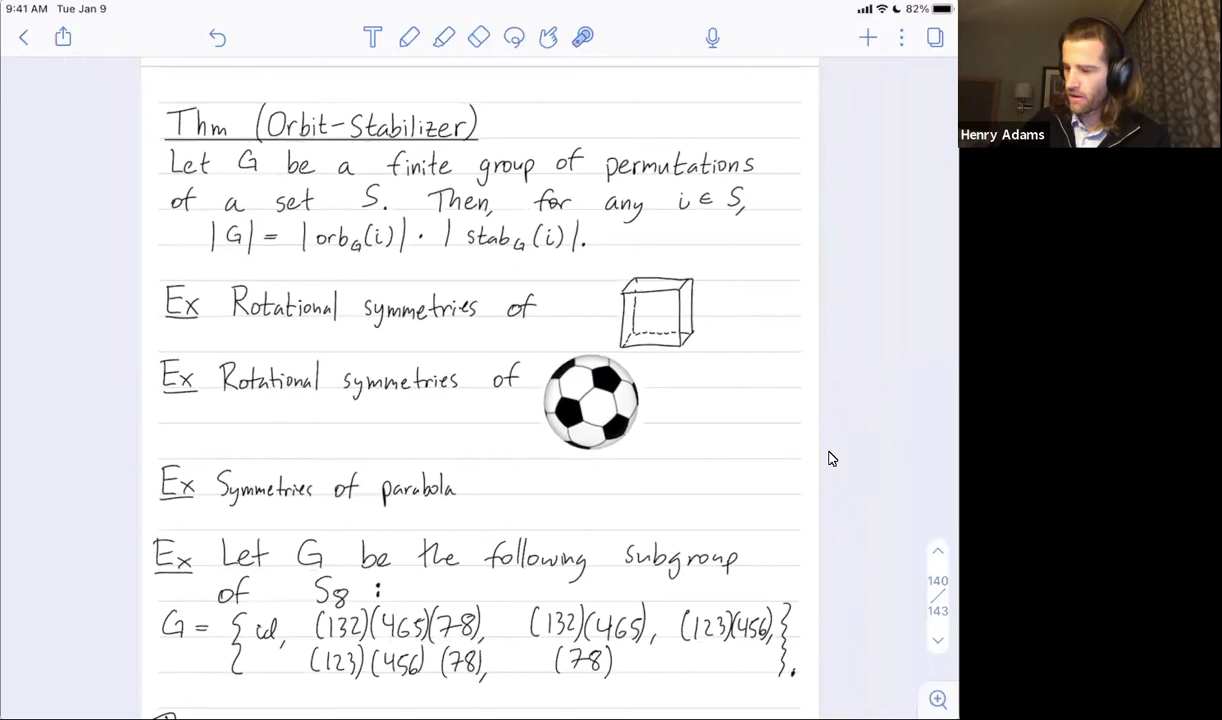 9:41 AM Tue Jan 9
82%
Henry Adams
Thm (Orbit-Stabilizer)
Let G be a finite group of permutations
of a set S. Then, for any i ∈ S,
|G| = |orb_G(i)| · |stab_G(i)|.
Ex Rotational symmetries of
Ex Rotational symmetries of
Ex Symmetries of parabola
Ex Let G be the following subgroup
of S₈ :
G = { id, (132)(465)(78), (132)(465), (123)(456),
(123)(456)(78), (78) }.
140
/
143